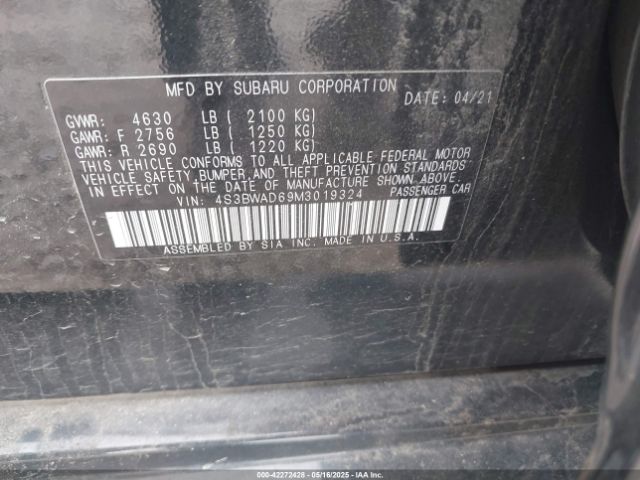 MFD BY SUBARU CORPORATION
DATE: 04/21
GVWR: 4630 LB ( 2100 KG)
GAWR: F 2756 LB ( 1250 KG)
GAWR: R 2690 LB ( 1220 KG)
THIS VEHICLE CONFORMS TO ALL APPLICABLE FEDERAL MOTOR
VEHICLE SAFETY, BUMPER, AND THEFT PREVENTION STANDARDS
IN EFFECT ON THE DATE OF MANUFACTURE SHOWN ABOVE.
VIN: 4S3BWAD69M3019324 PASSENGER CAR
ASSEMBLED BY SIA INC. MADE IN U.S.A.
000-42272428 - 05/16/2025 - IAAI.COM